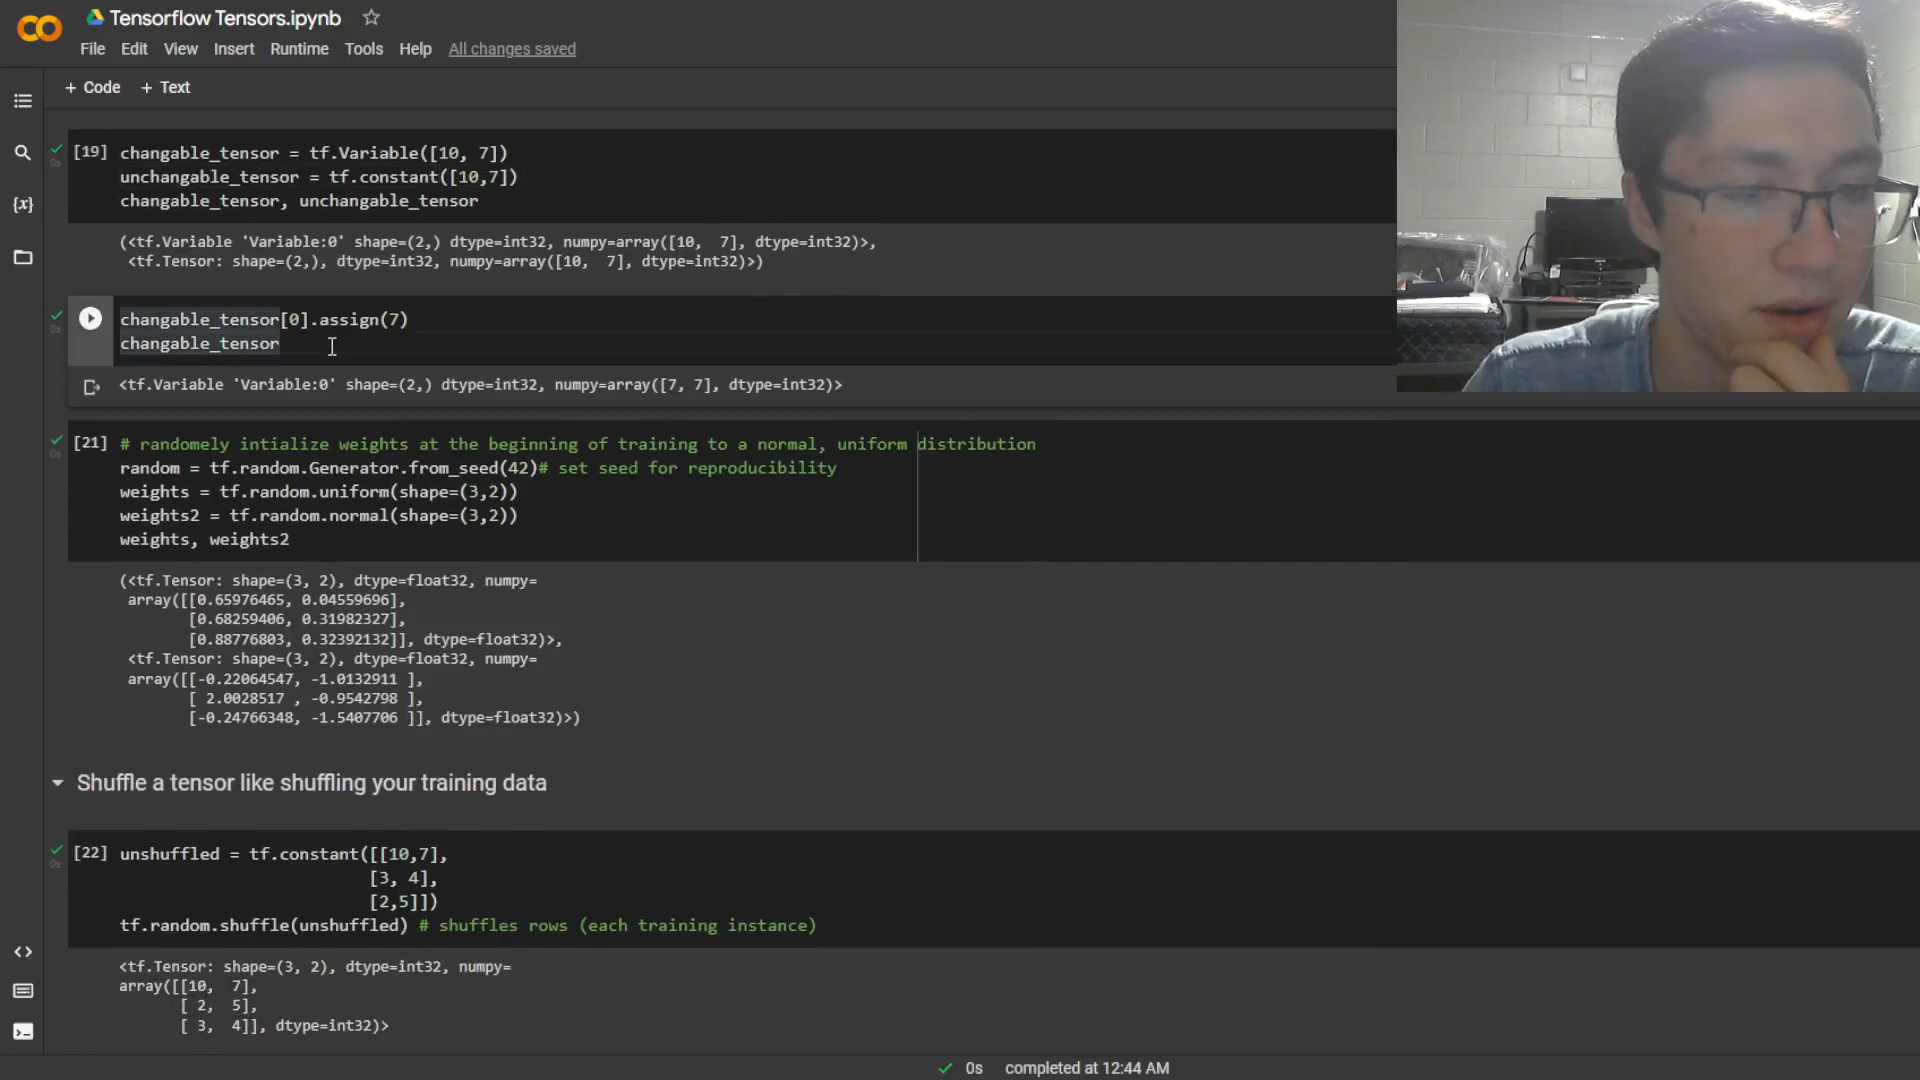 Tensorflow Tensors.ipynb
File Edit View Insert Runtime Tools Help All changes saved
+ Code + Text
[19] changable_tensor = tf.Variable([10, 7])
unchangable_tensor = tf.constant([10,7])
changable_tensor, unchangable_tensor
(<tf.Variable 'Variable:0' shape=(2,) dtype=int32, numpy=array([10,  7], dtype=int32)>,
<tf.Tensor: shape=(2,), dtype=int32, numpy=array([10,  7], dtype=int32)>)
changable_tensor[0].assign(7)
changable_tensor
<tf.Variable 'Variable:0' shape=(2,) dtype=int32, numpy=array([7, 7], dtype=int32)>
[21] # randomely intialize weights at the beginning of training to a normal, uniform distribution
random = tf.random.Generator.from_seed(42)# set seed for reproducibility
weights = tf.random.uniform(shape=(3,2))
weights2 = tf.random.normal(shape=(3,2))
weights, weights2
(<tf.Tensor: shape=(3, 2), dtype=float32, numpy=
array([[0.65976465, 0.04559696],
[0.68259406, 0.31982327],
[0.88776803, 0.32392132]], dtype=float32)>,
<tf.Tensor: shape=(3, 2), dtype=float32, numpy=
array([[-0.22064547, -1.0132911 ],
[ 2.0028517 , -0.9542798 ],
[-0.24766348, -1.5407706 ]], dtype=float32)>)
Shuffle a tensor like shuffling your training data
[22] unshuffled = tf.constant([[10,7],
[3, 4],
[2,5]])
tf.random.shuffle(unshuffled) # shuffles rows (each training instance)
<tf.Tensor: shape=(3, 2), dtype=int32, numpy=
array([[10,  7],
[ 2,  5],
[ 3,  4]], dtype=int32)>
0s completed at 12:44 AM